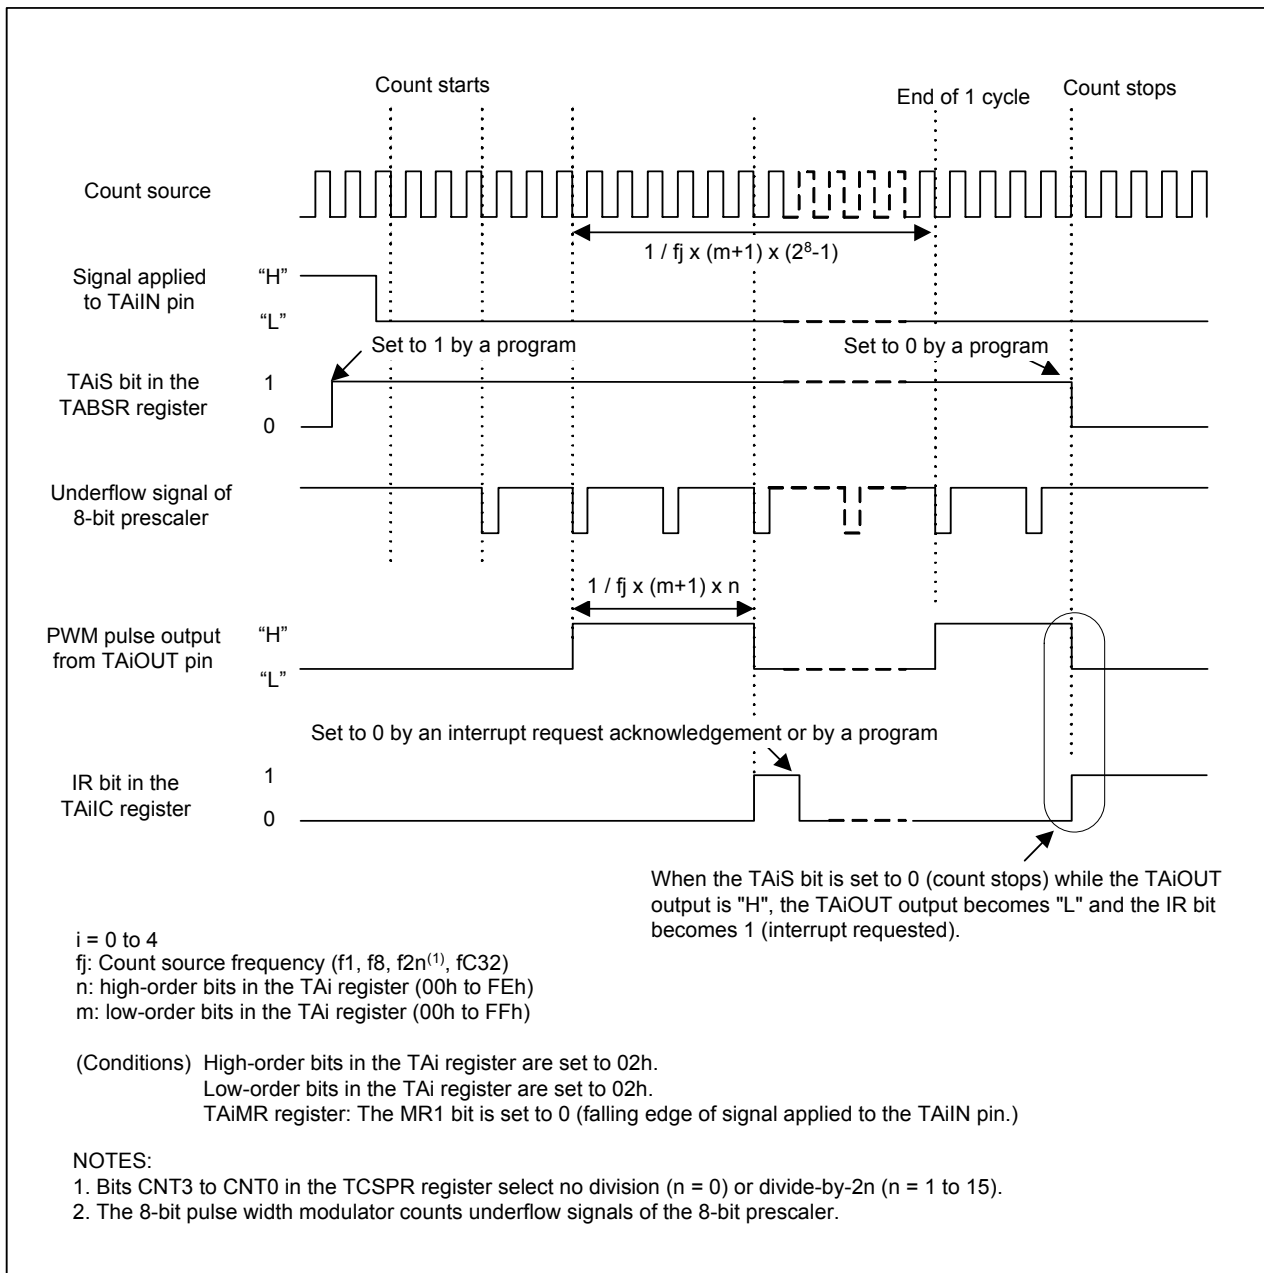 Count starts
End of 1 cycle
Count stops
Count source
1 / fj x (m+1) x (2⁸-1)
Signal applied
to TAiIN pin
“H”
“L”
Set to 1 by a program
Set to 0 by a program
TAiS bit in the
TABSR register
1
0
Underflow signal of
8-bit prescaler
1 / fj x (m+1) x n
PWM pulse output
from TAiOUT pin
“H”
“L”
Set to 0 by an interrupt request acknowledgement or by a program
IR bit in the
TAiIC register
1
0
When the TAiS bit is set to 0 (count stops) while the TAiOUT
output is "H", the TAiOUT output becomes "L" and the IR bit
becomes 1 (interrupt requested).
i = 0 to 4
fj: Count source frequency (f1, f8, f2n⁽¹⁾, fC32)
n: high-order bits in the TAi register (00h to FEh)
m: low-order bits in the TAi register (00h to FFh)
(Conditions) High-order bits in the TAi register are set to 02h.
Low-order bits in the TAi register are set to 02h.
TAiMR register: The MR1 bit is set to 0 (falling edge of signal applied to the TAiIN pin.)
NOTES:
1. Bits CNT3 to CNT0 in the TCSPR register select no division (n = 0) or divide-by-2n (n = 1 to 15).
2. The 8-bit pulse width modulator counts underflow signals of the 8-bit prescaler.